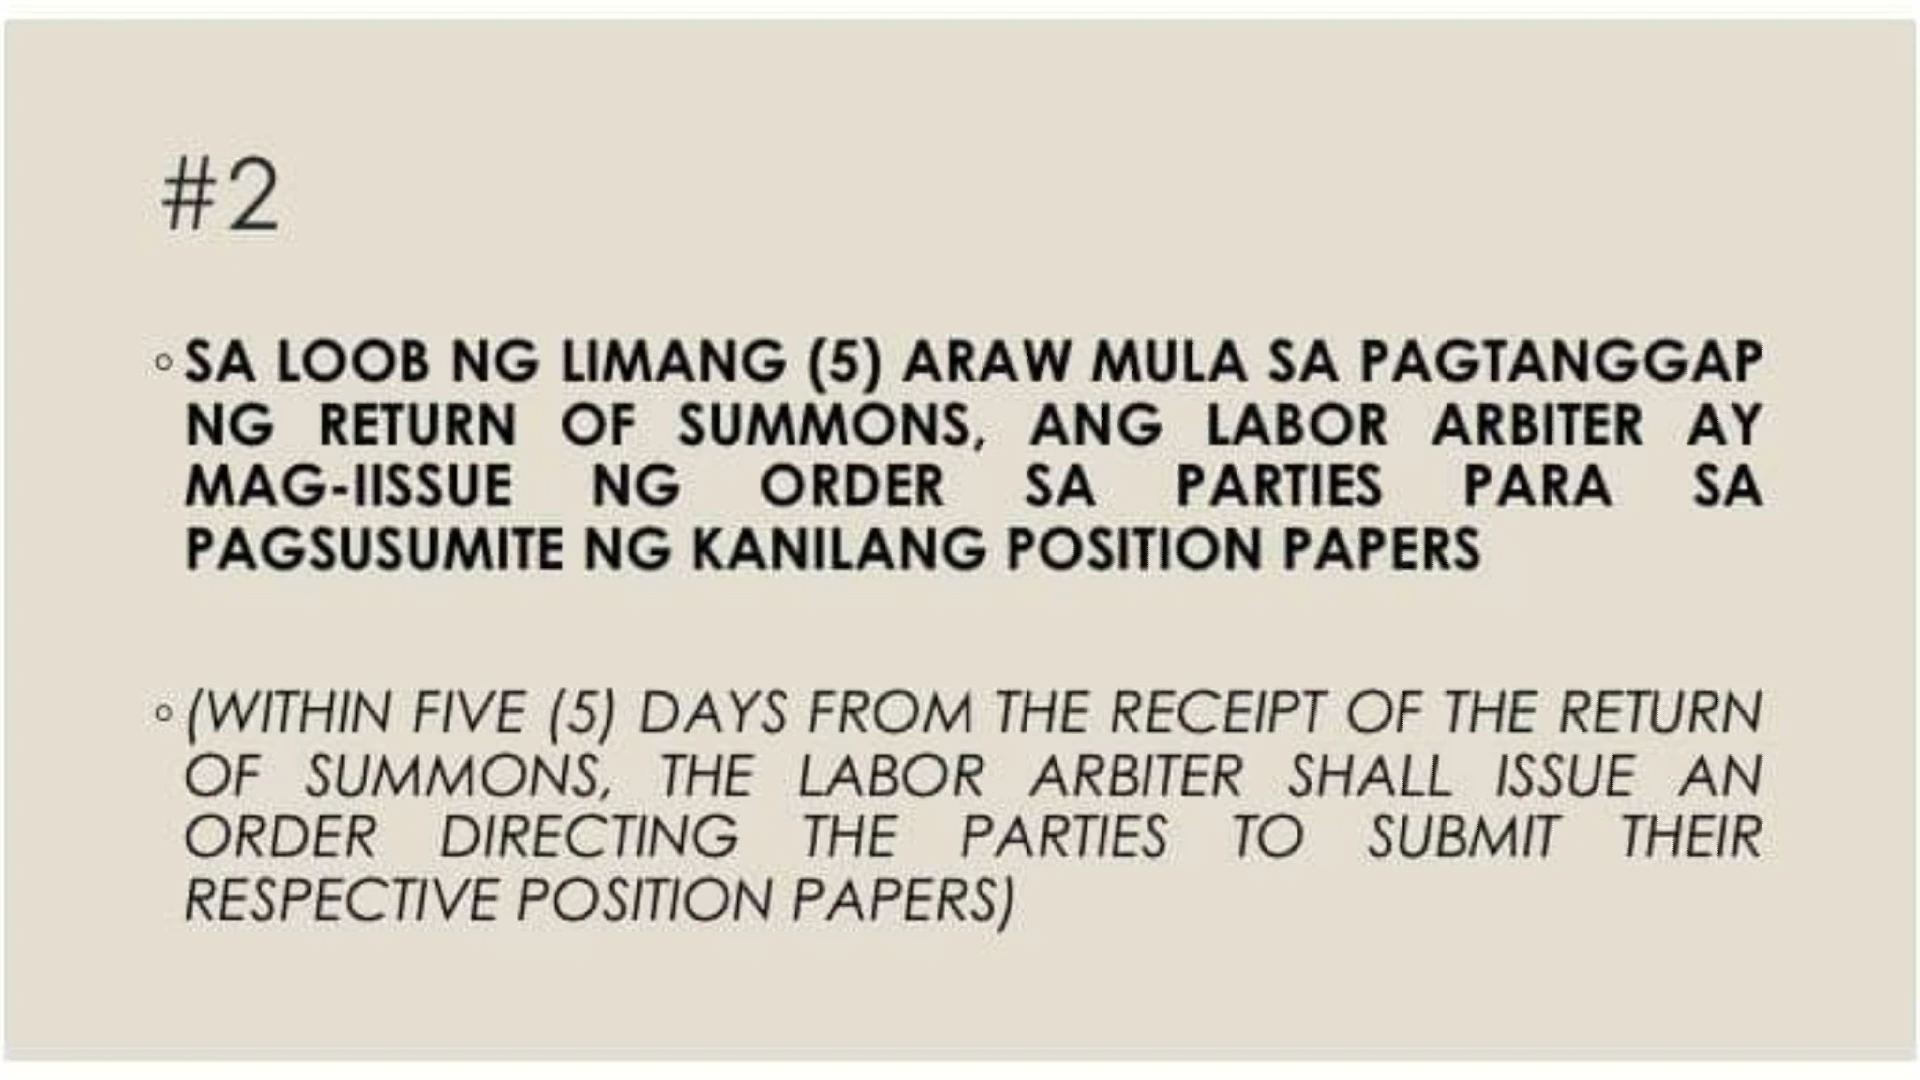 #2
◦ SA LOOB NG LIMANG (5) ARAW MULA SA PAGTANGGAP
NG RETURN OF SUMMONS, ANG LABOR ARBITER AY
MAG-IISSUE NG ORDER SA PARTIES PARA SA
PAGSUSUMITE NG KANILANG POSITION PAPERS
◦ (WITHIN FIVE (5) DAYS FROM THE RECEIPT OF THE RETURN
OF SUMMONS, THE LABOR ARBITER SHALL ISSUE AN
ORDER DIRECTING THE PARTIES TO SUBMIT THEIR
RESPECTIVE POSITION PAPERS)